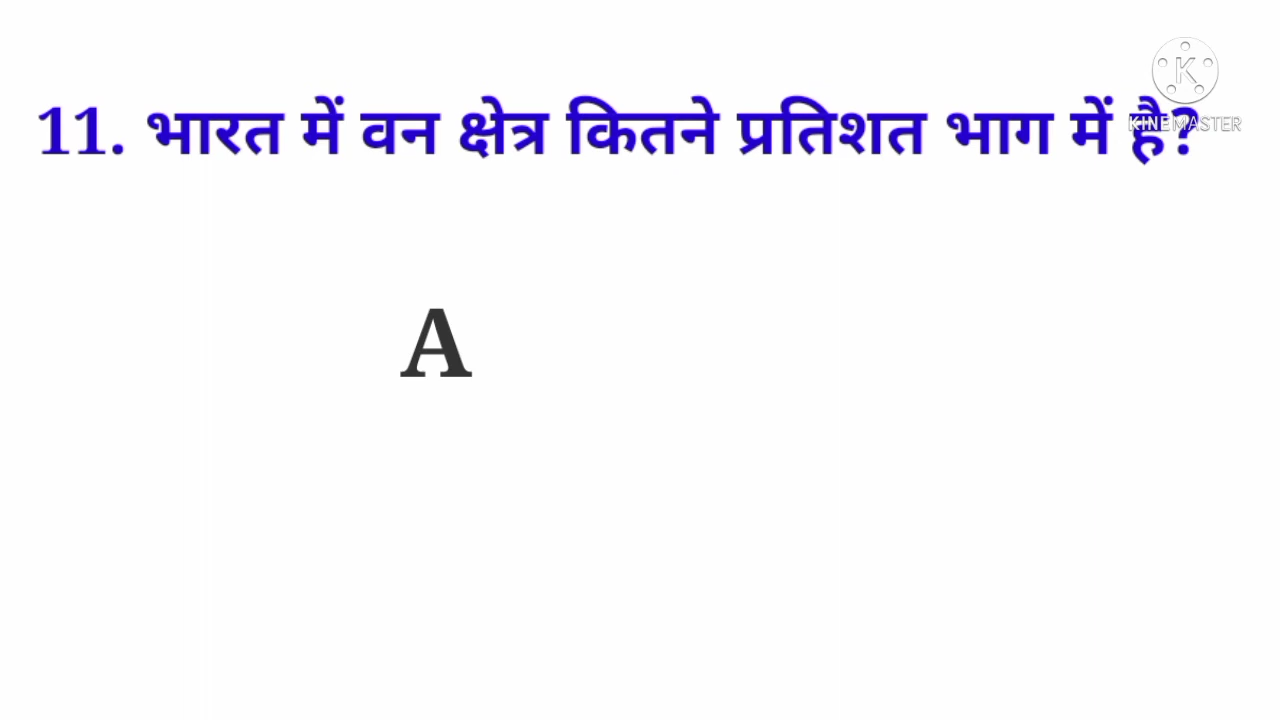 11. भारत में वन क्षेत्र कितने प्रतिशत भाग में है?
KINEMASTER
A